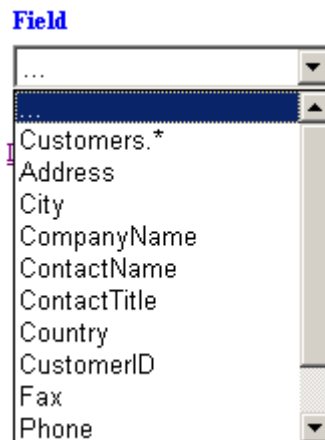 Field
...
...
Customers.*
Address
City
CompanyName
ContactName
ContactTitle
Country
CustomerID
Fax
Phone